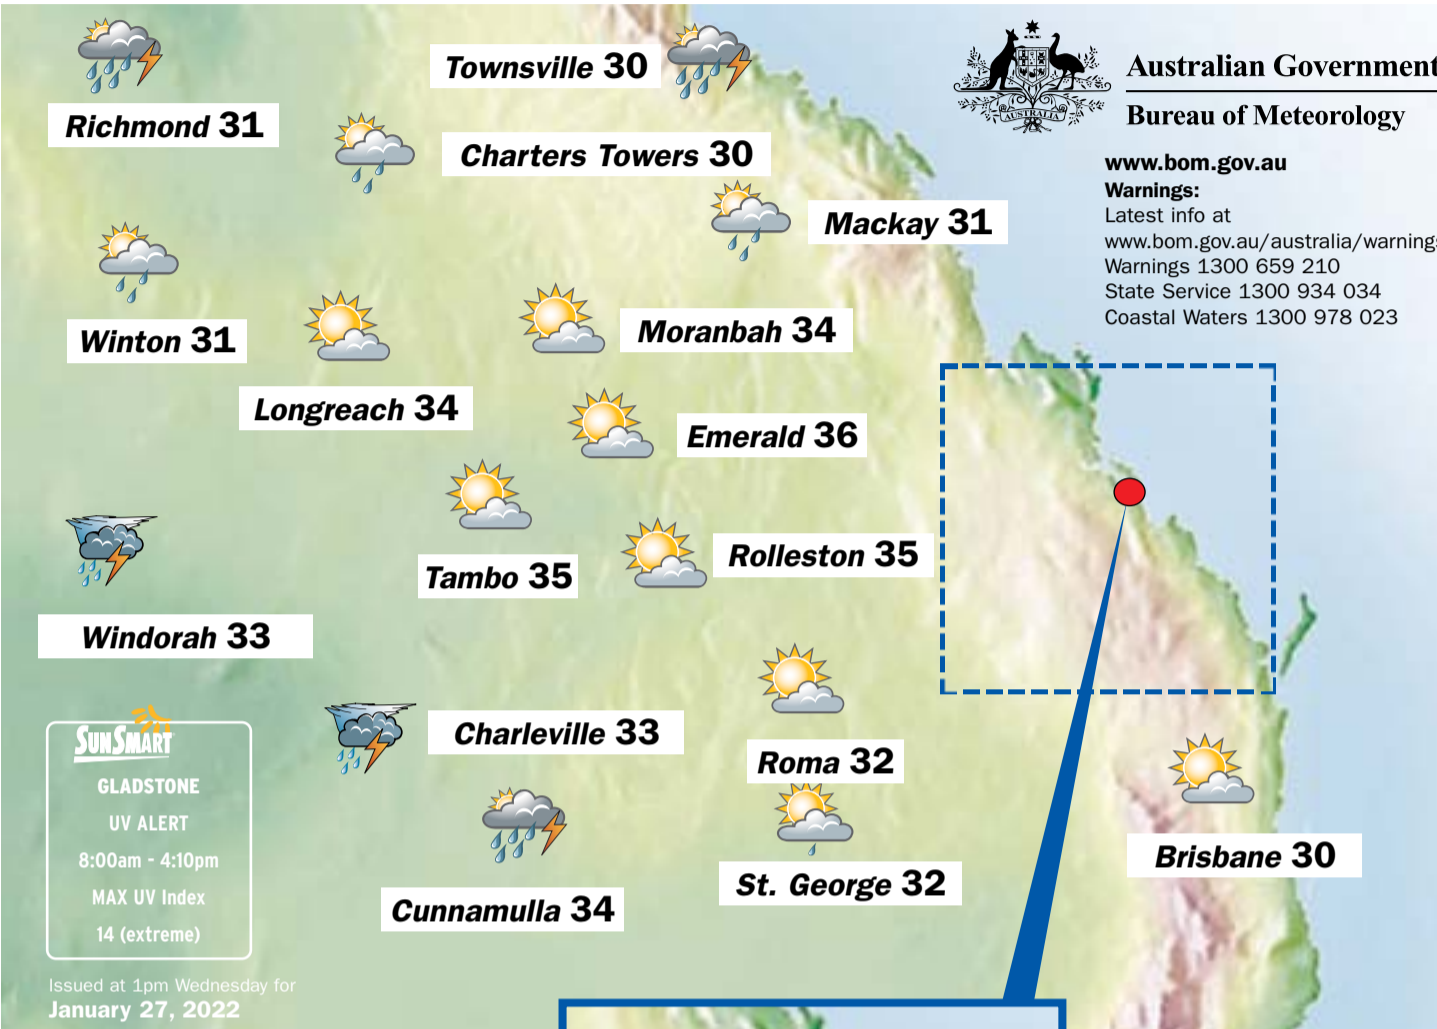 Townsville 30
Richmond 31
Charters Towers 30
Mackay 31
Winton 31
Moranbah 34
Longreach 34
Emerald 36
Rolleston 35
Tambo 35
Windorah 33
Charleville 33
Roma 32
Brisbane 30
St. George 32
Cunnamulla 34
AUSTRALIA
Australian Government
Bureau of Meteorology
www.bom.gov.au
Warnings:
Latest info at
www.bom.gov.au/australia/warnings
Warnings 1300 659 210
State Service 1300 934 034
Coastal Waters 1300 978 023
SUNSMART
GLADSTONE
UV ALERT
8:00am - 4:10pm
MAX UV Index
14 (extreme)
Issued at 1pm Wednesday for
January 27, 2022